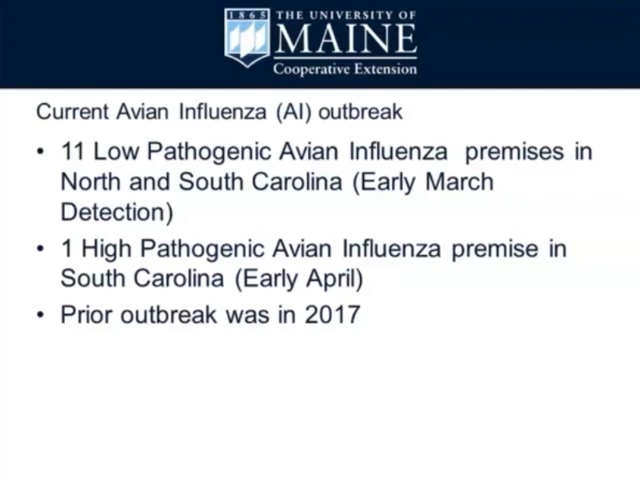 1865 THE UNIVERSITY OF
MAINE
Cooperative Extension
Current Avian Influenza (AI) outbreak
• 11 Low Pathogenic Avian Influenza premises in
North and South Carolina (Early March
Detection)
• 1 High Pathogenic Avian Influenza premise in
South Carolina (Early April)
• Prior outbreak was in 2017